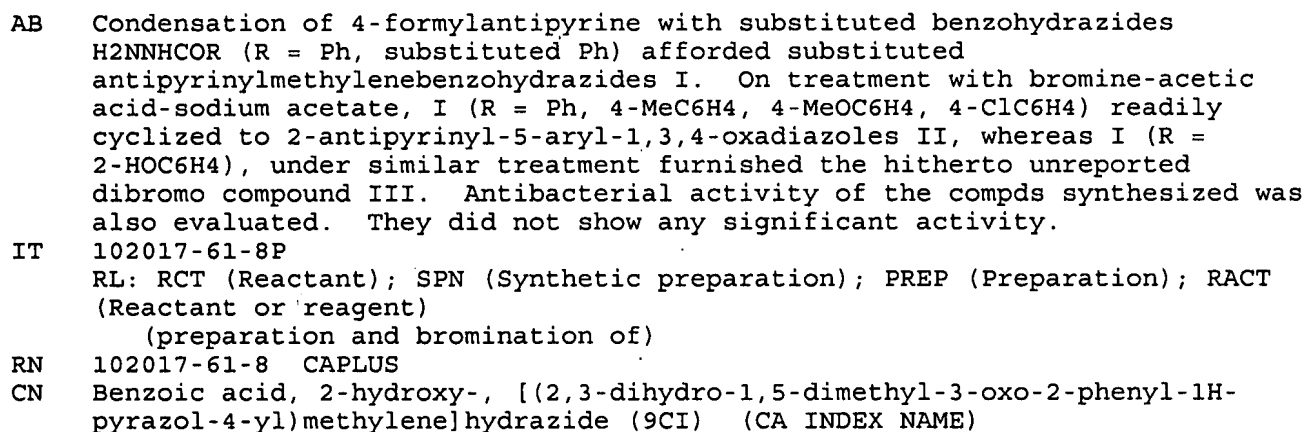 AB Condensation of 4-formylantipyrine with substituted benzohydrazides
H2NNHCOR (R = Ph, substituted Ph) afforded substituted
antipyrinylmethylenebenzohydrazides I. On treatment with bromine-acetic
acid-sodium acetate, I (R = Ph, 4-MeC6H4, 4-MeOC6H4, 4-ClC6H4) readily
cyclized to 2-antipyrinyl-5-aryl-1,3,4-oxadiazoles II, whereas I (R =
2-HOC6H4), under similar treatment furnished the hitherto unreported
dibromo compound III. Antibacterial activity of the compds synthesized was
also evaluated. They did not show any significant activity.
IT 102017-61-8P
RL: RCT (Reactant); SPN (Synthetic preparation); PREP (Preparation); RACT
(Reactant or reagent)
(preparation and bromination of)
RN 102017-61-8 CAPLUS
CN Benzoic acid, 2-hydroxy-, [(2,3-dihydro-1,5-dimethyl-3-oxo-2-phenyl-1H-
pyrazol-4-yl)methylene]hydrazide (9CI) (CA INDEX NAME)